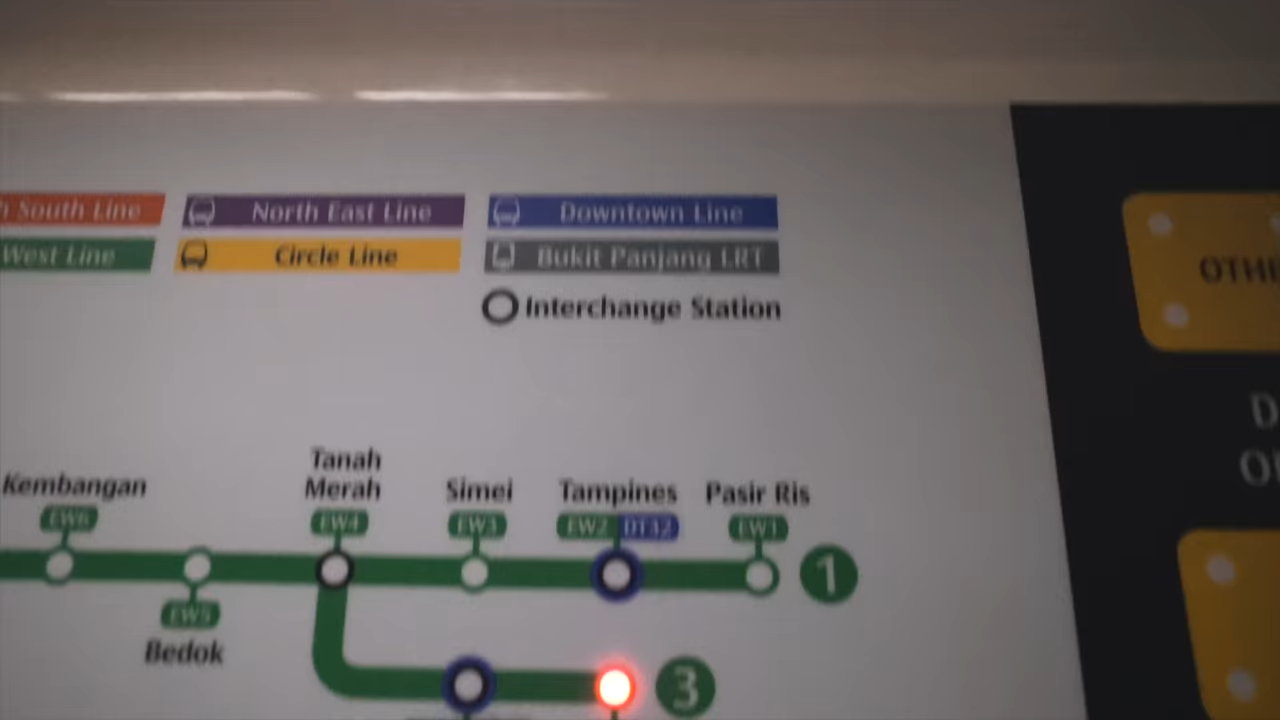 h South Line
North East Line
Downtown Line
West Line
Circle Line
Bukit Panjang LRT
Interchange Station
OTHE
D
Kembangan
Tanah
Merah
Simei
Tampines
Pasir Ris
EW6
EW4
EW3
EW2 DT32
EW1
1
EW5
Bedok
3